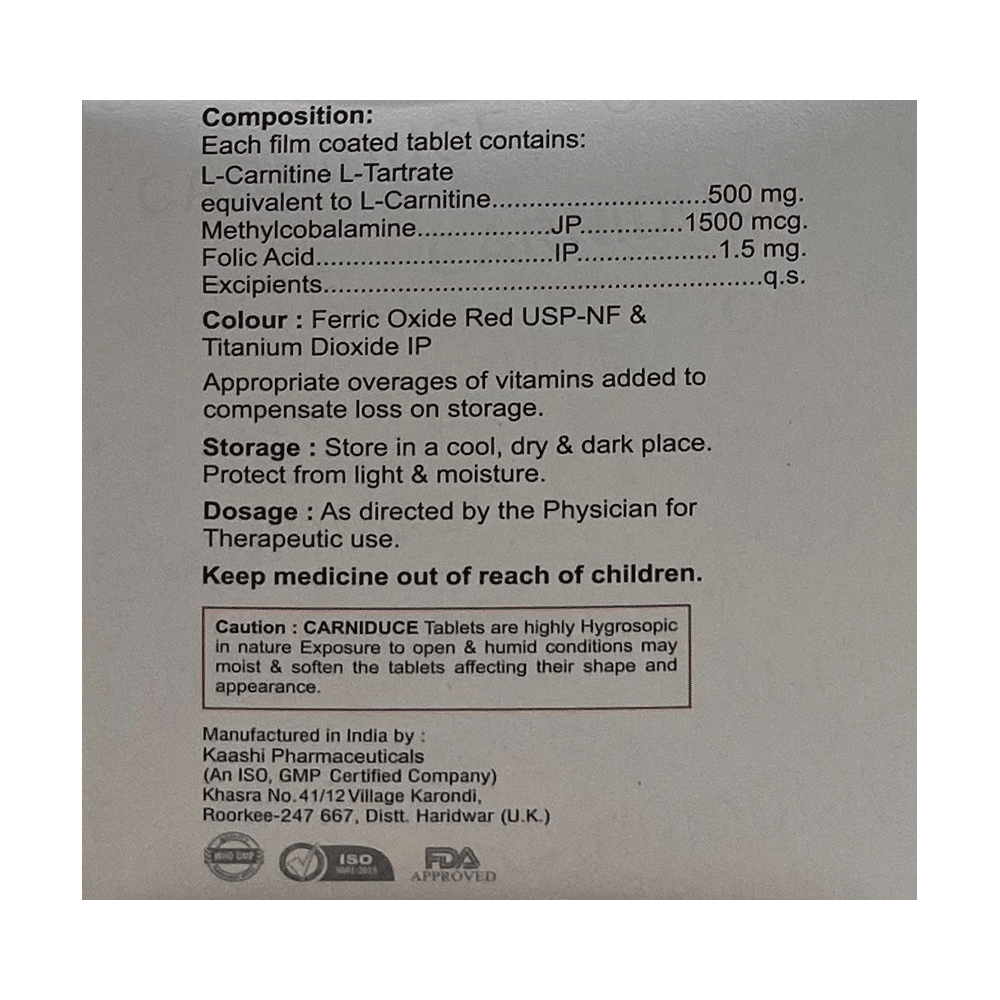 Composition:
Each film coated tablet contains:
L-Carnitine L-Tartrate
equivalent to L-Carnitine............................500 mg.
Methylcobalamine..................JP..............1500 mcg.
Folic Acid................................IP...................1.5 mg.
Excipients...........................................................q.s.
Colour : Ferric Oxide Red USP-NF &
Titanium Dioxide IP
Appropriate overages of vitamins added to
compensate loss on storage.
Storage : Store in a cool, dry & dark place.
Protect from light & moisture.
Dosage : As directed by the Physician for
Therapeutic use.
Keep medicine out of reach of children.
Caution : CARNIDUCE Tablets are highly Hygrosopic
in nature Exposure to open & humid conditions may
moist & soften the tablets affecting their shape and
appearance.
Manufactured in India by :
Kaashi Pharmaceuticals
(An ISO, GMP Certified Company)
Khasra No.41/12 Village Karondi,
Roorkee-247 667, Distt. Haridwar (U.K.)
WHO GMP
ISO
9001:2015
FDA
APPROVED